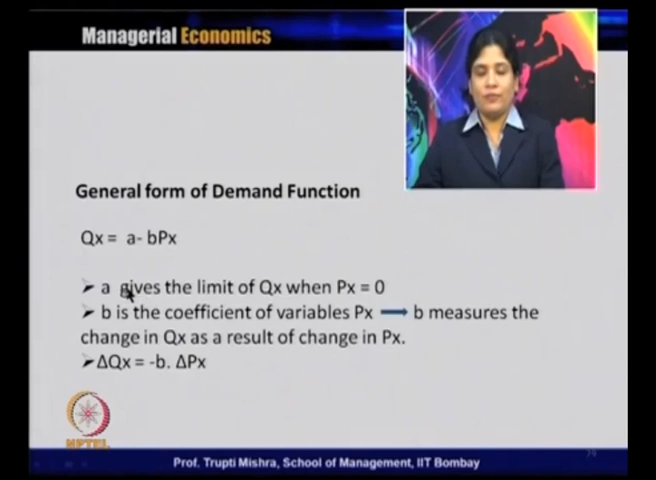 Managerial Economics
General form of Demand Function
Qx = a- bPx
➤ a gives the limit of Qx when Px = 0
➤ b is the coefficient of variables Px ⟶ b measures the
change in Qx as a result of change in Px.
➤ΔQx = -b. ΔPx
NPTEL
Prof. Trupti Mishra, School of Management, IIT Bombay